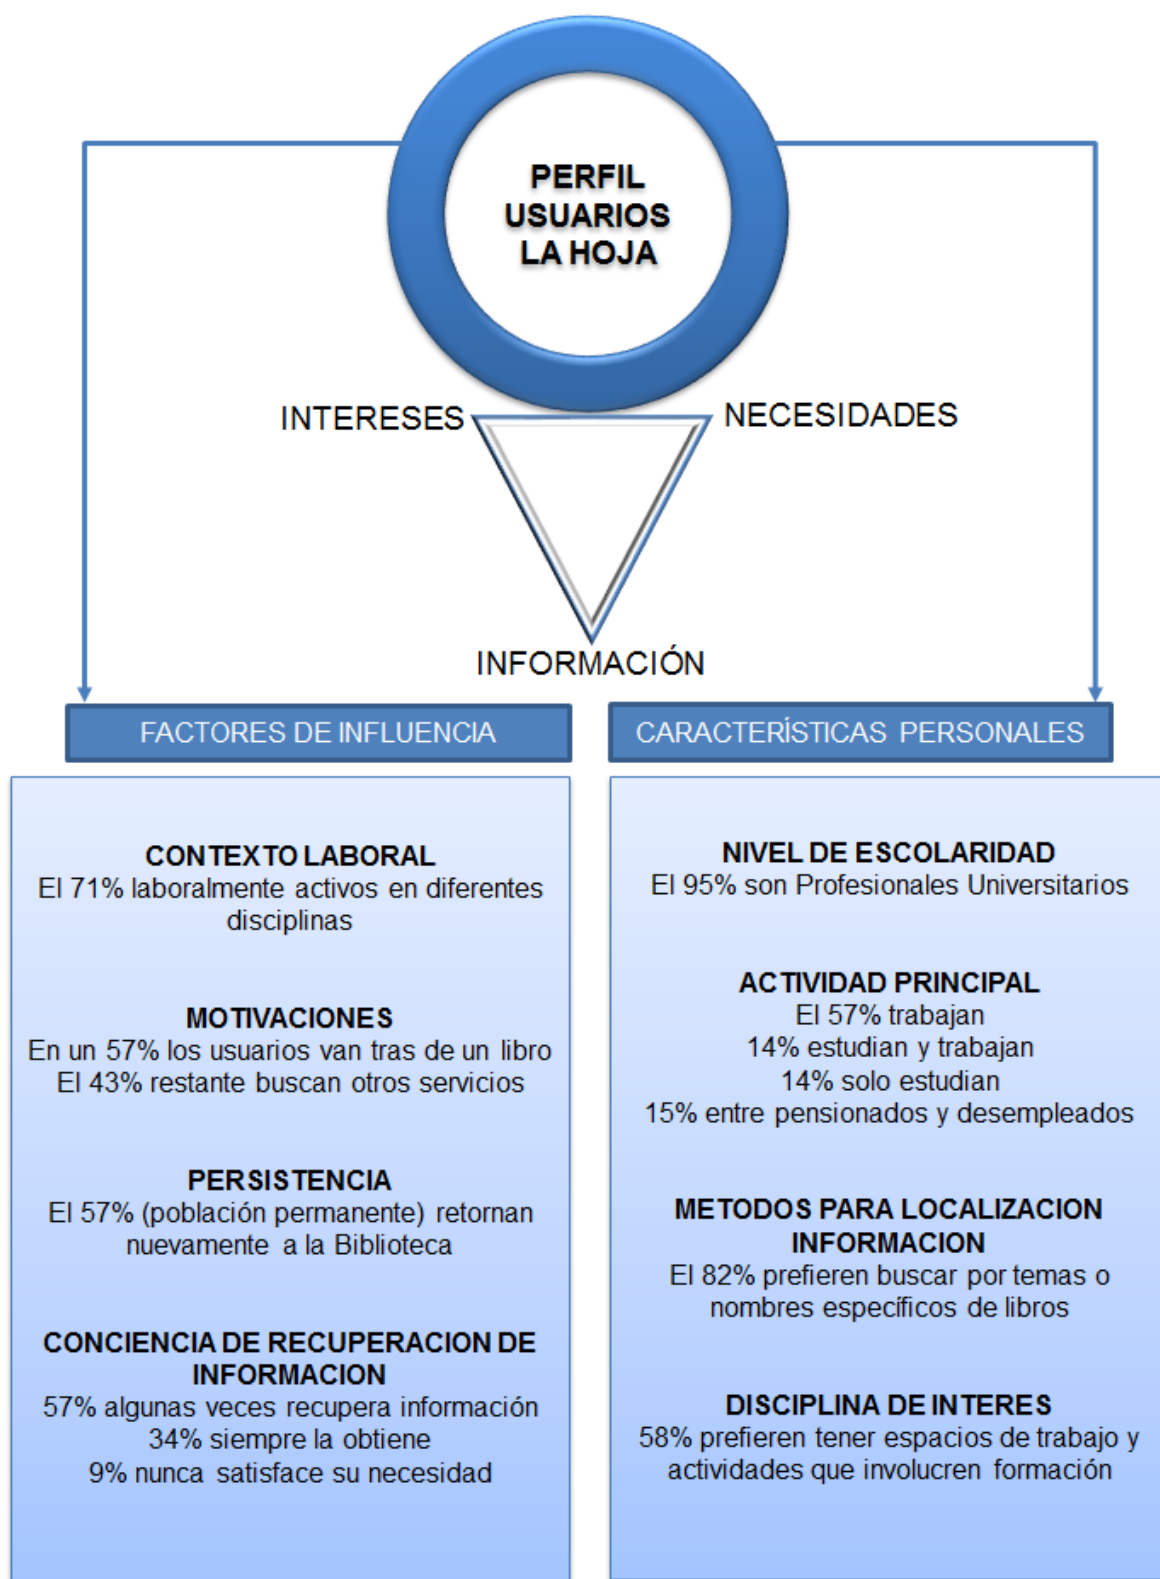 PERFIL
USUARIOS
LA HOJA
INTERESES
NECESIDADES
INFORMACIÓN
FACTORES DE INFLUENCIA
CONTEXTO LABORAL
El 71% laboralmente activos en diferentes
disciplinas
MOTIVACIONES
En un 57% los usuarios van tras de un libro
El 43% restante buscan otros servicios
PERSISTENCIA
El 57% (población permanente) retornan
nuevamente a la Biblioteca
CONCIENCIA DE RECUPERACION DE
INFORMACION
57% algunas veces recupera información
34% siempre la obtiene
9% nunca satisface su necesidad
CARACTERÍSTICAS PERSONALES
NIVEL DE ESCOLARIDAD
El 95% son Profesionales Universitarios
ACTIVIDAD PRINCIPAL
El 57% trabajan
14% estudian y trabajan
14% solo estudian
15% entre pensionados y desempleados
METODOS PARA LOCALIZACION
INFORMACION
El 82% prefieren buscar por temas o
nombres específicos de libros
DISCIPLINA DE INTERES
58% prefieren tener espacios de trabajo y
actividades que involucren formación